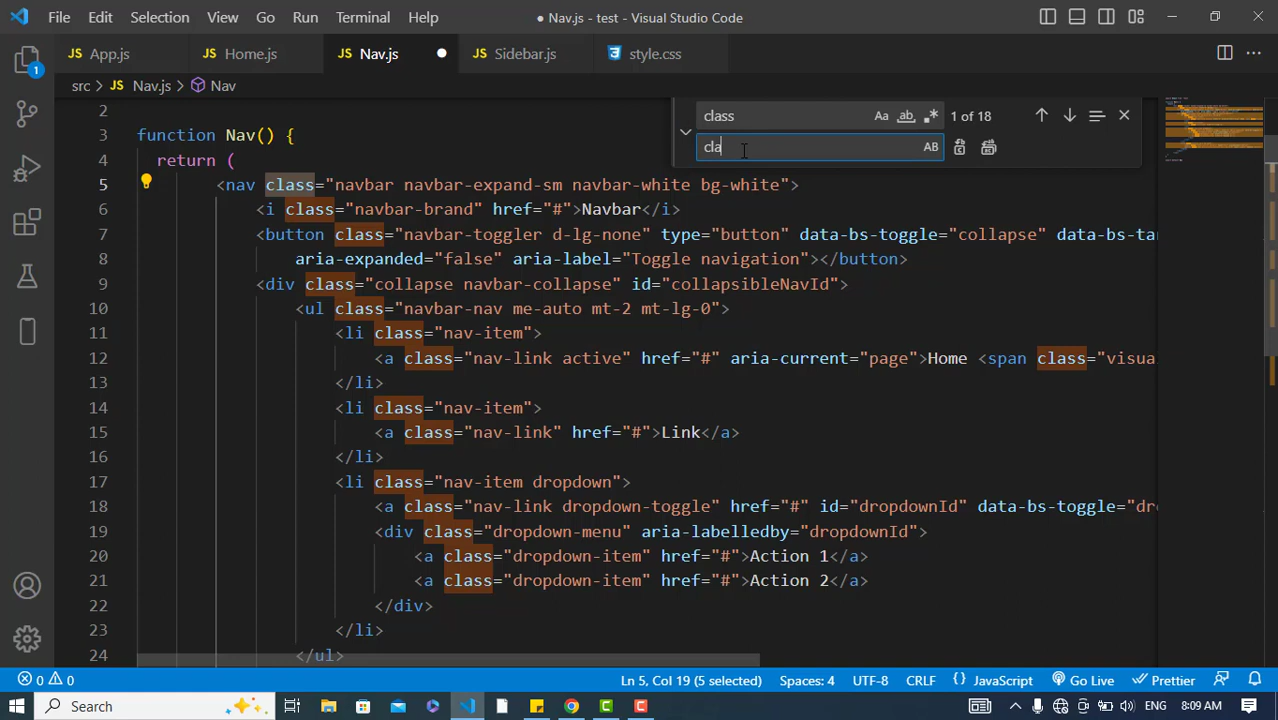 File Edit Selection View Go Run Terminal Help ● Nav.js - test - Visual Studio Code
JS App.js JS Home.js JS Nav.js ● JS Sidebar.js style.css
src > JS Nav.js > Nav
class Aa ab .* 1 of 18
cla AB
1
2
3 function Nav() {
4 return (
5 <nav class="navbar navbar-expand-sm navbar-white bg-white">
6 <i class="navbar-brand" href="#">Navbar</i>
7 <button class="navbar-toggler d-lg-none" type="button" data-bs-toggle="collapse" data-bs-tar
8 aria-expanded="false" aria-label="Toggle navigation"></button>
9 <div class="collapse navbar-collapse" id="collapsibleNavId">
10 <ul class="navbar-nav me-auto mt-2 mt-lg-0">
11 <li class="nav-item">
12 <a class="nav-link active" href="#" aria-current="page">Home <span class="visua
13 </li>
14 <li class="nav-item">
15 <a class="nav-link" href="#">Link</a>
16 </li>
17 <li class="nav-item dropdown">
18 <a class="nav-link dropdown-toggle" href="#" id="dropdownId" data-bs-toggle="dr
19 <div class="dropdown-menu" aria-labelledby="dropdownId">
20 <a class="dropdown-item" href="#">Action 1</a>
21 <a class="dropdown-item" href="#">Action 2</a>
22 </div>
23 </li>
24 </ul>
0 0 Ln 5, Col 19 (5 selected) Spaces: 4 UTF-8 CRLF {} JavaScript Go Live Prettier
Search ENG 8:09 AM